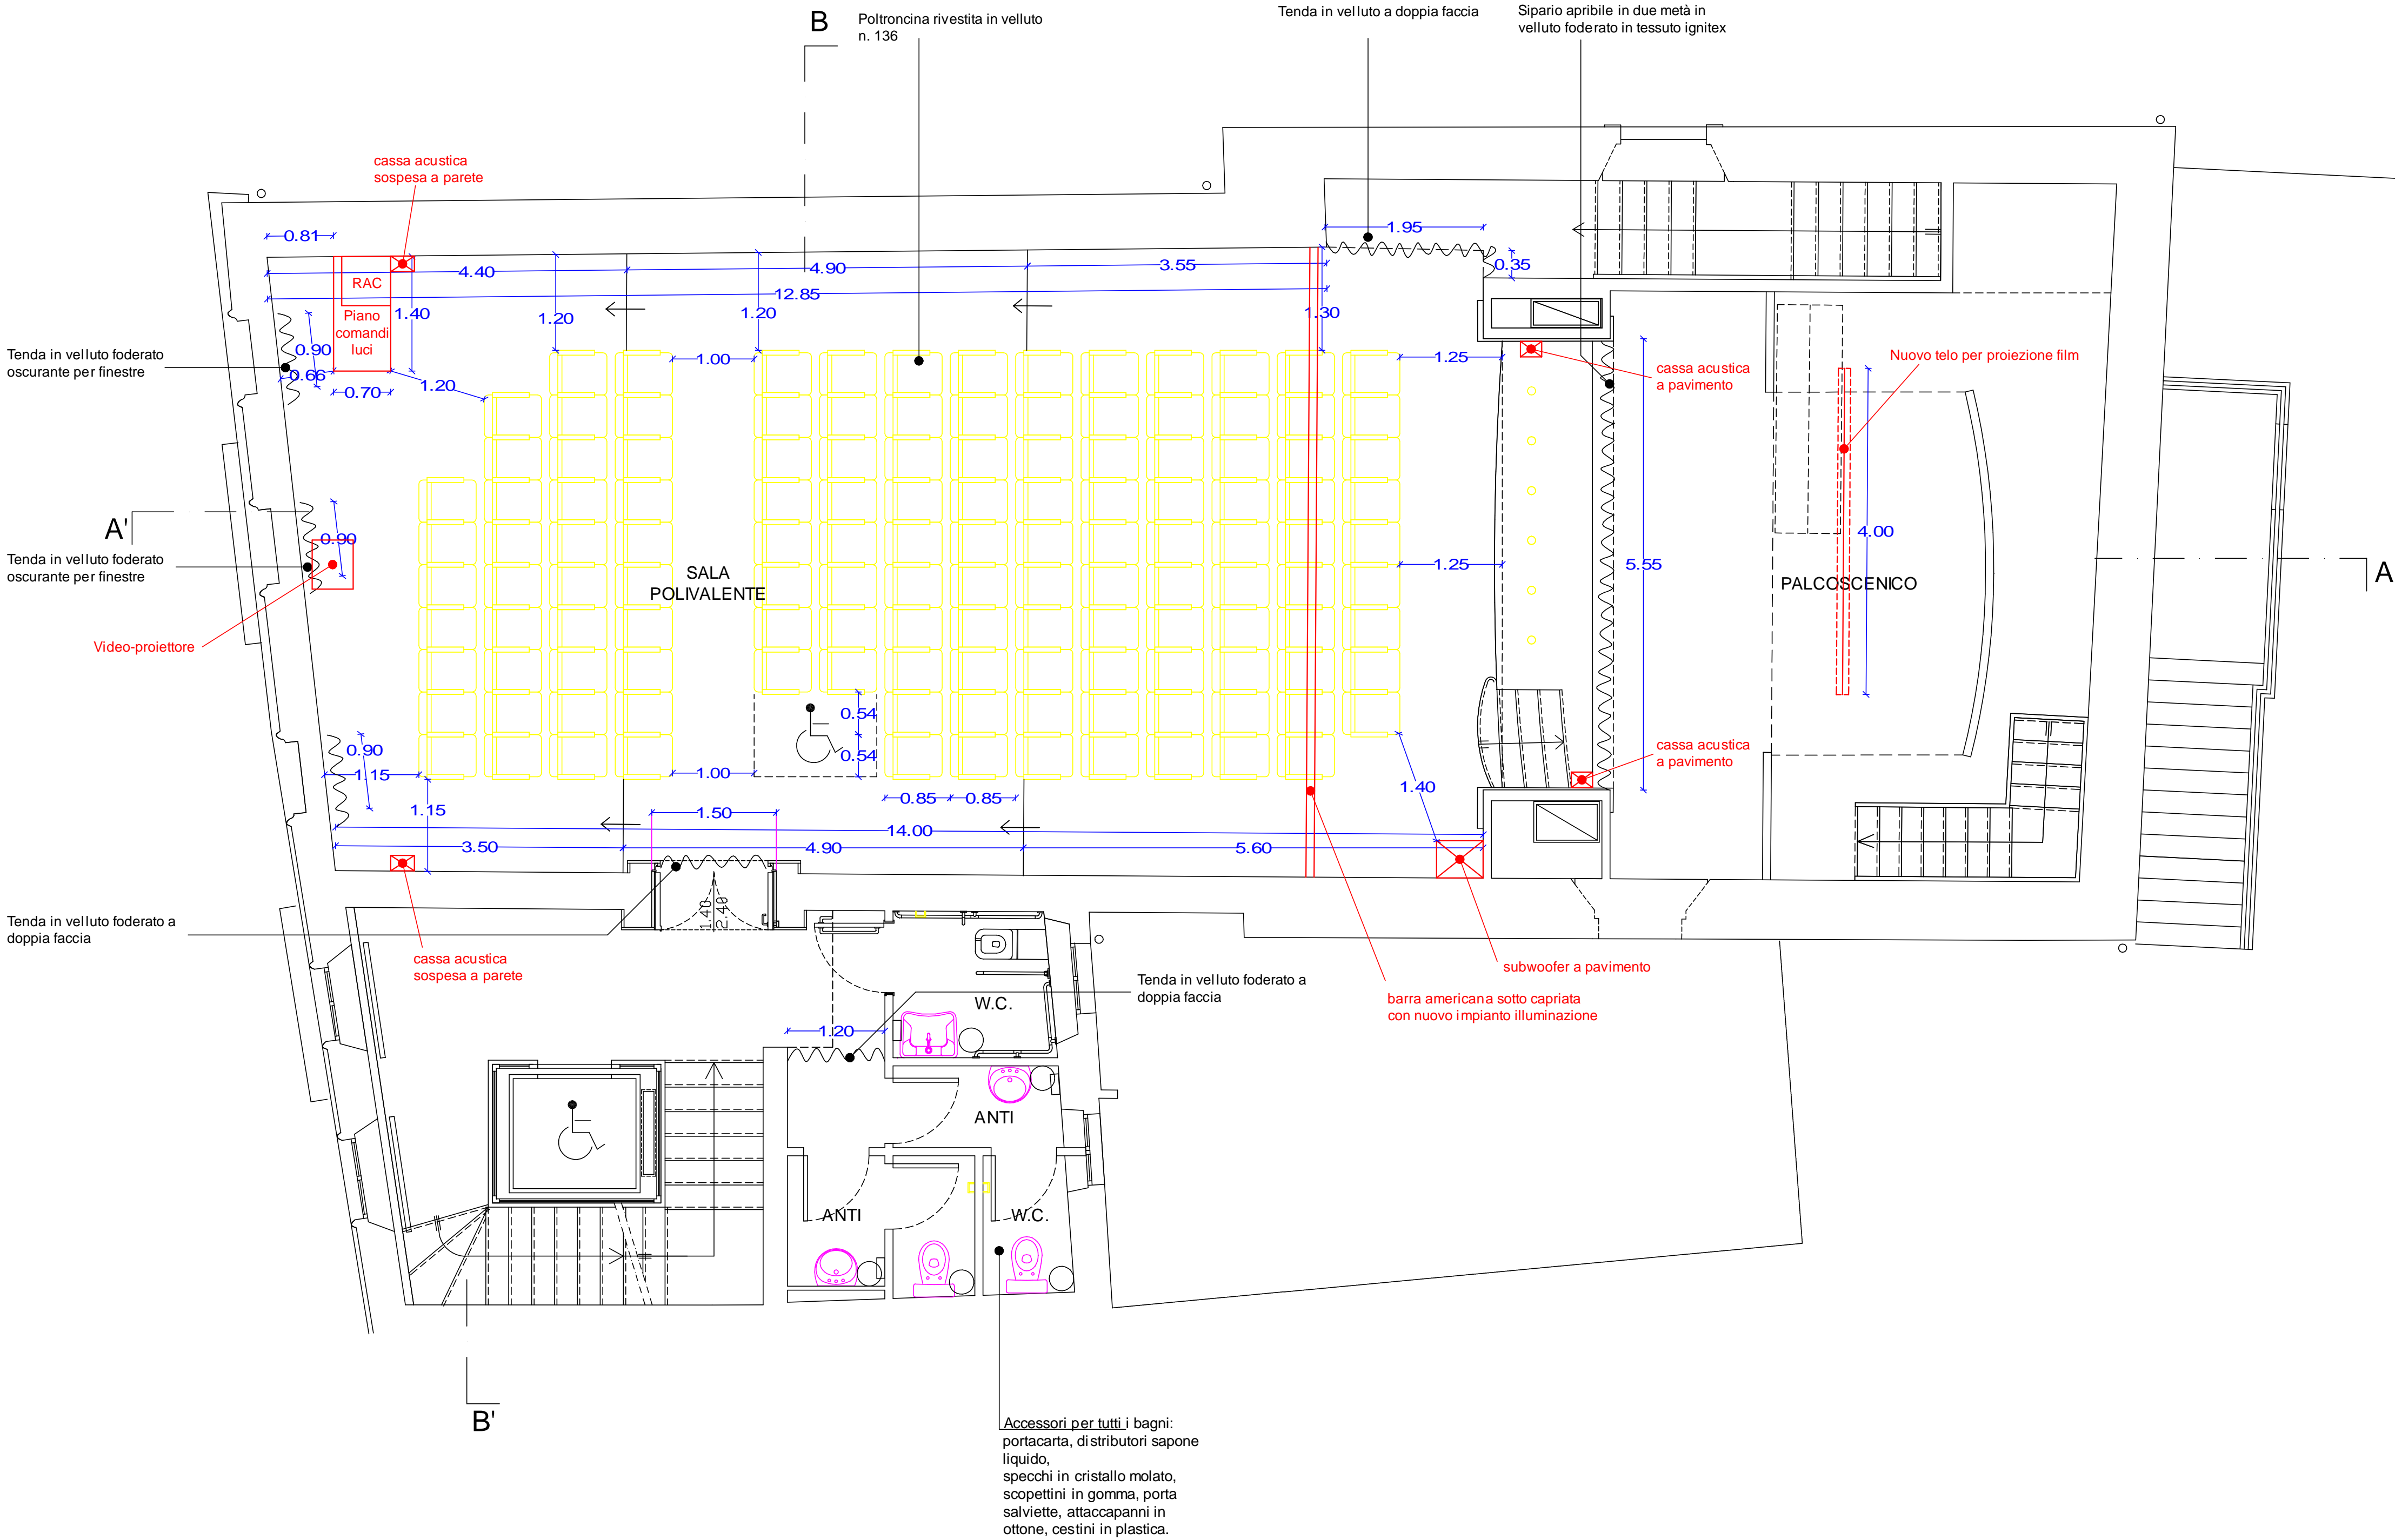 B
Poltroncina rivestita in velluto
n. 136
Tenda in velluto a doppia faccia
Sipario apribile in due metà in
velluto foderato in tessuto ignitex
cassa acustica
sospesa a parete
0.81
1.95
0.35
4.40
4.90
3.55
12.85
RAC
Piano
comandi
luci
1.40
1.20
1.20
1.30
Tenda in velluto foderato
oscurante per finestre
0.90
0.66
0.70
1.20
1.00
1.25
cassa acustica
a pavimento
Nuovo telo per proiezione film
A'
0.90
Tenda in velluto foderato
oscurante per finestre
SALA
POLIVALENTE
1.25
5.55
4.00
PALCOSCENICO
A
Video-proiettore
0.54
0.54
0.90
1.15
1.00
cassa acustica
a pavimento
1.15
1.50
0.85
0.85
1.40
14.00
3.50
4.90
5.60
1.40
2.40
Tenda in velluto foderato a
doppia faccia
cassa acustica
sospesa a parete
subwoofer a pavimento
Tenda in velluto foderato a
doppia faccia
barra americana sotto capriata
con nuovo impianto illuminazione
W.C.
1.20
ANTI
ANTI
W.C.
B'
Accessori per tutti i bagni:
portacarta, distributori sapone
liquido,
specchi in cristallo molato,
scopettini in gomma, porta
salviette, attaccapanni in
ottone, cestini in plastica.